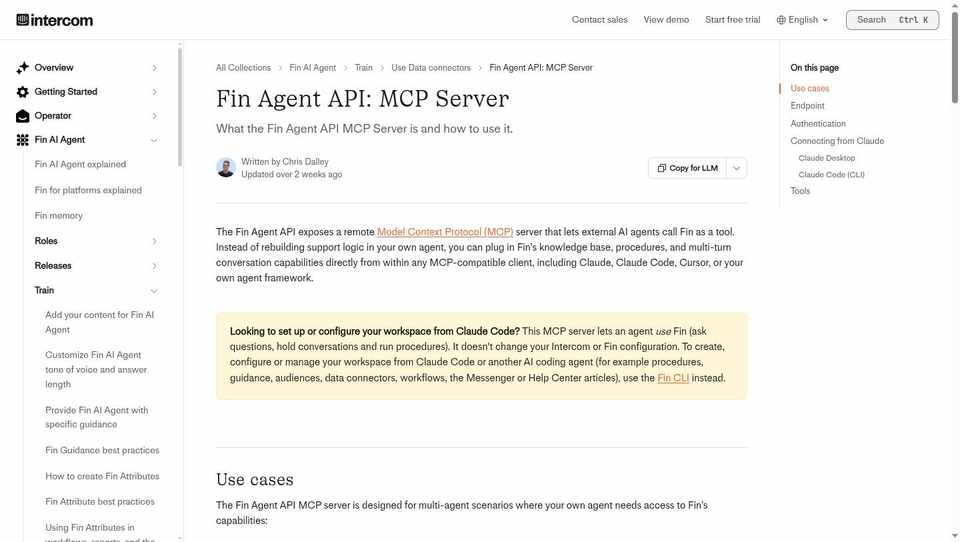 intercom
Contact sales
View demo
Start free trial
English
Search Ctrl K
Overview
Getting Started
Operator
Fin AI Agent
Fin AI Agent explained
Fin for platforms explained
Fin memory
Roles
Releases
Train
Add your content for Fin AI
Agent
Customize Fin AI Agent
tone of voice and answer
length
Provide Fin AI Agent with
specific guidance
Fin Guidance best practices
How to create Fin Attributes
Fin Attribute best practices
Using Fin Attributes in
workflows, reports, and the
All Collections
Fin AI Agent
Train
Use Data connectors
Fin Agent API: MCP Server
Fin Agent API: MCP Server
What the Fin Agent API MCP Server is and how to use it.
Written by Chris Dalley
Updated over 2 weeks ago
Copy for LLM
The Fin Agent API exposes a remote Model Context Protocol (MCP) server that lets external AI agents call Fin as a tool.
Instead of rebuilding support logic in your own agent, you can plug in Fin's knowledge base, procedures, and multi-turn
conversation capabilities directly from within any MCP-compatible client, including Claude, Claude Code, Cursor, or your
own agent framework.
Looking to set up or configure your workspace from Claude Code? This MCP server lets an agent use Fin (ask
questions, hold conversations and run procedures). It doesn't change your Intercom or Fin configuration. To create,
configure or manage your workspace from Claude Code or another AI coding agent (for example procedures,
guidance, audiences, data connectors, workflows, the Messenger or Help Center articles), use the Fin CLI instead.
Use cases
The Fin Agent API MCP server is designed for multi-agent scenarios where your own agent needs access to Fin's
capabilities:
On this page
Use cases
Endpoint
Authentication
Connecting from Claude
Claude Desktop
Claude Code (CLI)
Tools